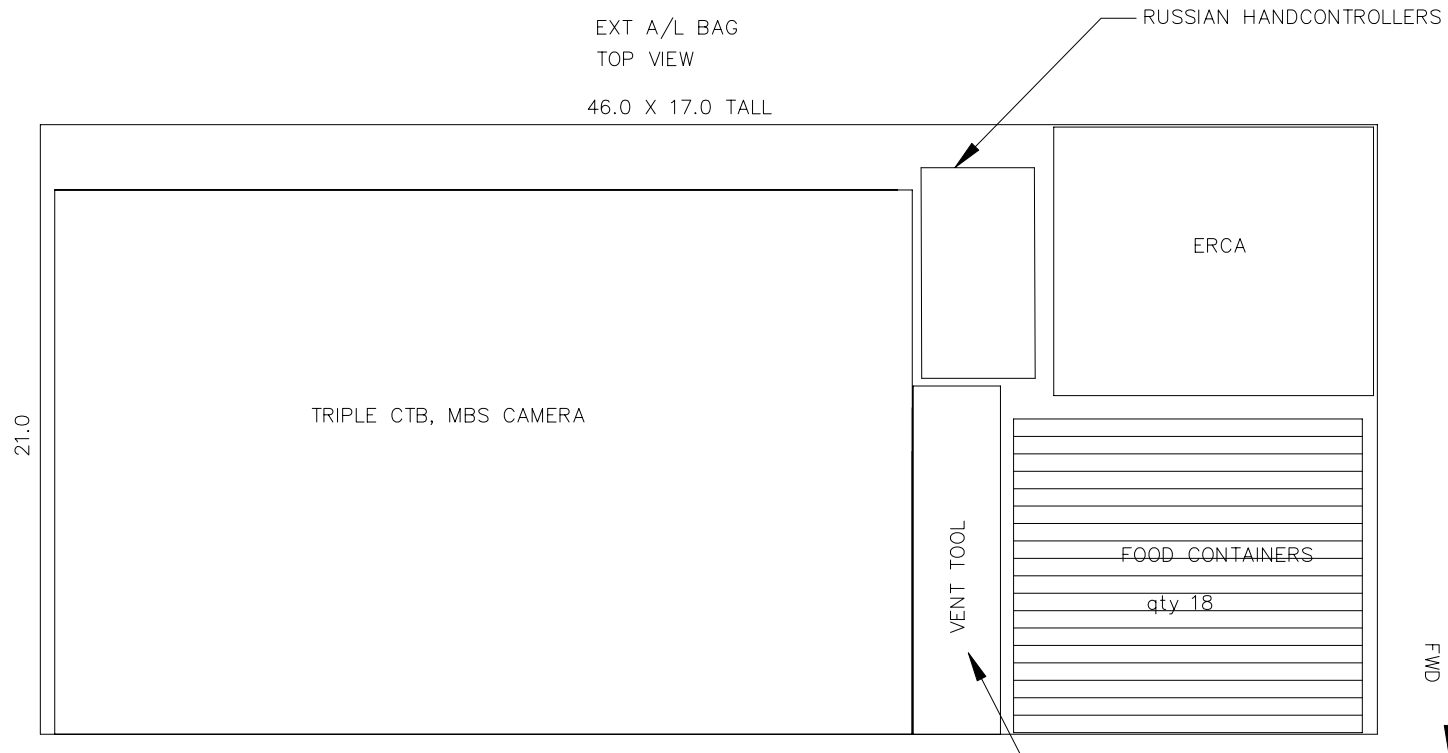 EXT A/L BAG
TOP VIEW
46.0 X 17.0 TALL
RUSSIAN HANDCONTROLLERS
ERCA
TRIPLE CTB, MBS CAMERA
21.0
VENT TOOL
FOOD CONTAINERS
qty 18
FWD